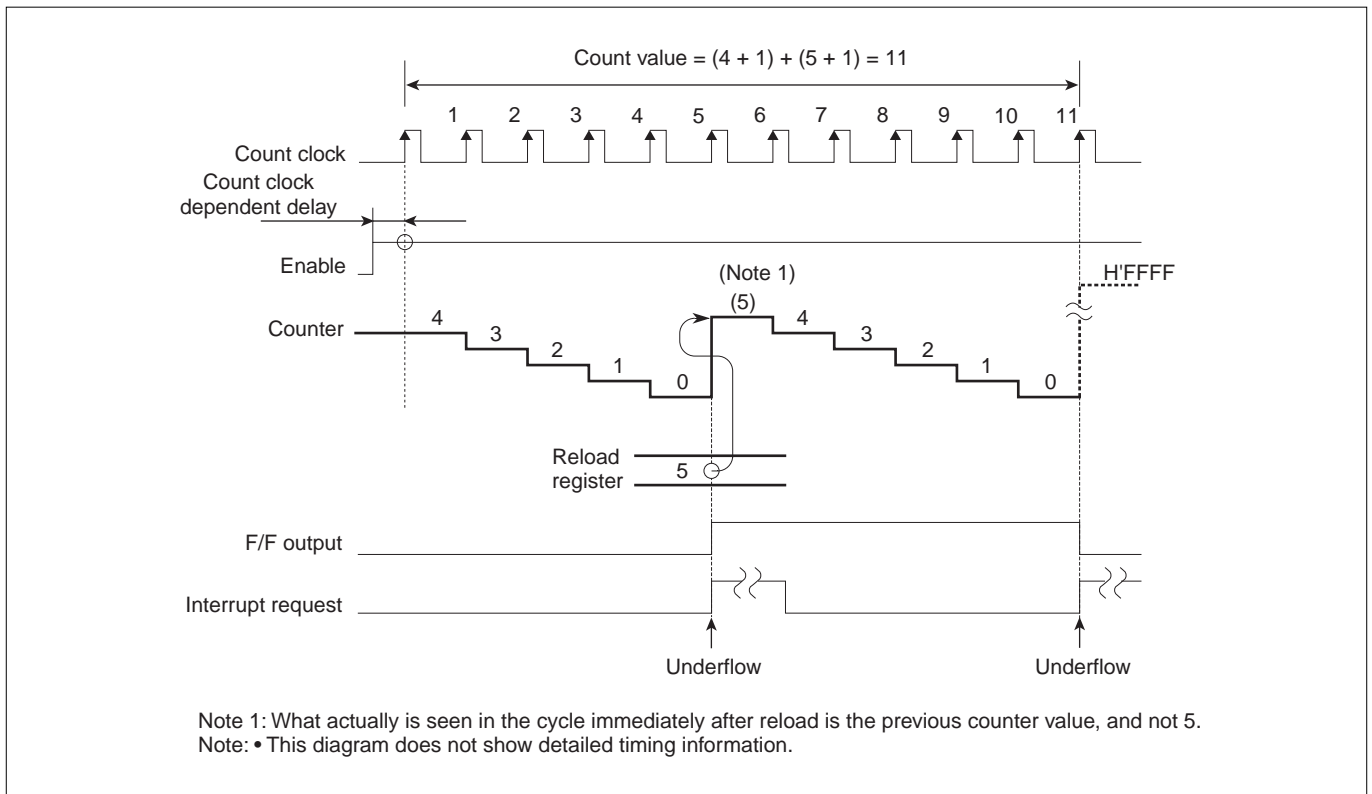 Count value = (4 + 1) + (5 + 1) = 11
1 2 3 4 5 6 7 8 9 10 11
Count clock
Count clock
dependent delay
Enable
(Note 1)
H'FFFF
(5)
Counter
4 3 2 1 0 4 3 2 1 0
Reload
register
5
F/F output
Interrupt request
Underflow Underflow
Note 1: What actually is seen in the cycle immediately after reload is the previous counter value, and not 5.
Note: • This diagram does not show detailed timing information.